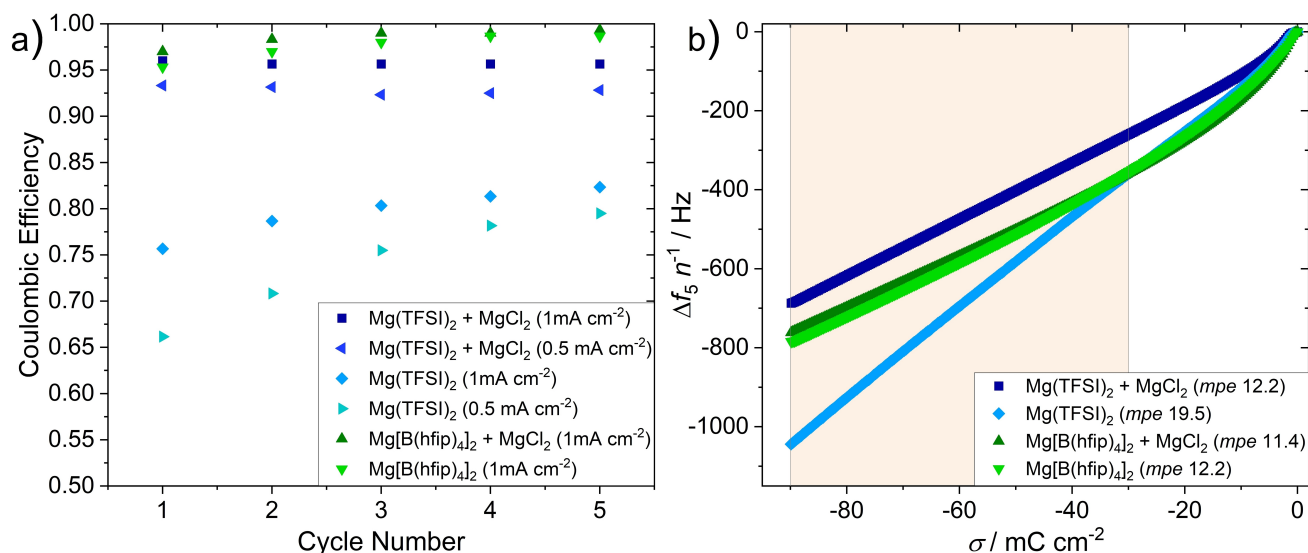 a)
Coulombic Efficiency
1.00
0.95
0.90
0.85
0.80
0.75
0.70
0.65
0.60
0.55
0.50
Mg(TFSI)₂ + MgCl₂ (1mA cm⁻²)
Mg(TFSI)₂ + MgCl₂ (0.5 mA cm⁻²)
Mg(TFSI)₂ (1mA cm⁻²)
Mg(TFSI)₂ (0.5 mA cm⁻²)
Mg[B(hfip)₄]₂ + MgCl₂ (1mA cm⁻²)
Mg[B(hfip)₄]₂ (1mA cm⁻²)
1 2 3 4 5
Cycle Number
b)
Δf₅ n⁻¹ / Hz
0
-200
-400
-600
-800
-1000
Mg(TFSI)₂ + MgCl₂ (mpe 12.2)
Mg(TFSI)₂ (mpe 19.5)
Mg[B(hfip)₄]₂ + MgCl₂ (mpe 11.4)
Mg[B(hfip)₄]₂ (mpe 12.2)
-80 -60 -40 -20 0
σ / mC cm⁻²